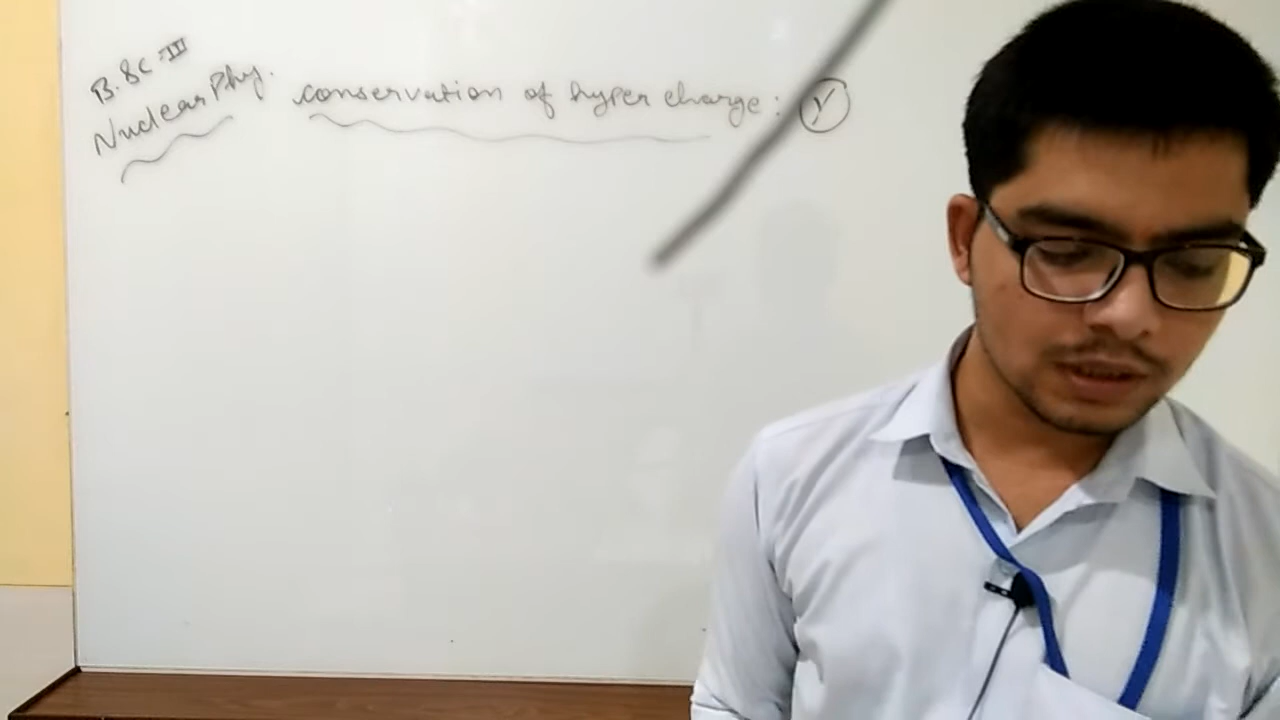 B.Sc-III
Nuclear Phy.
conservation of hyper charge : Y